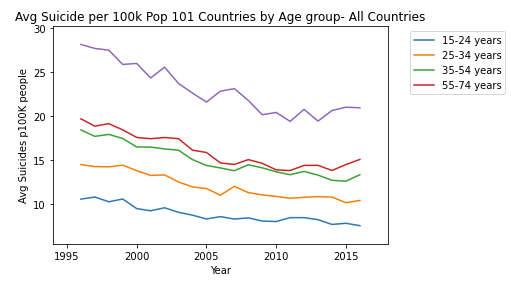 Avg Suicide per 100k Pop 101 Countries by Age group- All Countries
30
25
20
15
10
Avg Suicides p100K people
1995
2000
2005
2010
2015
Year
15-24 years
25-34 years
35-54 years
55-74 years